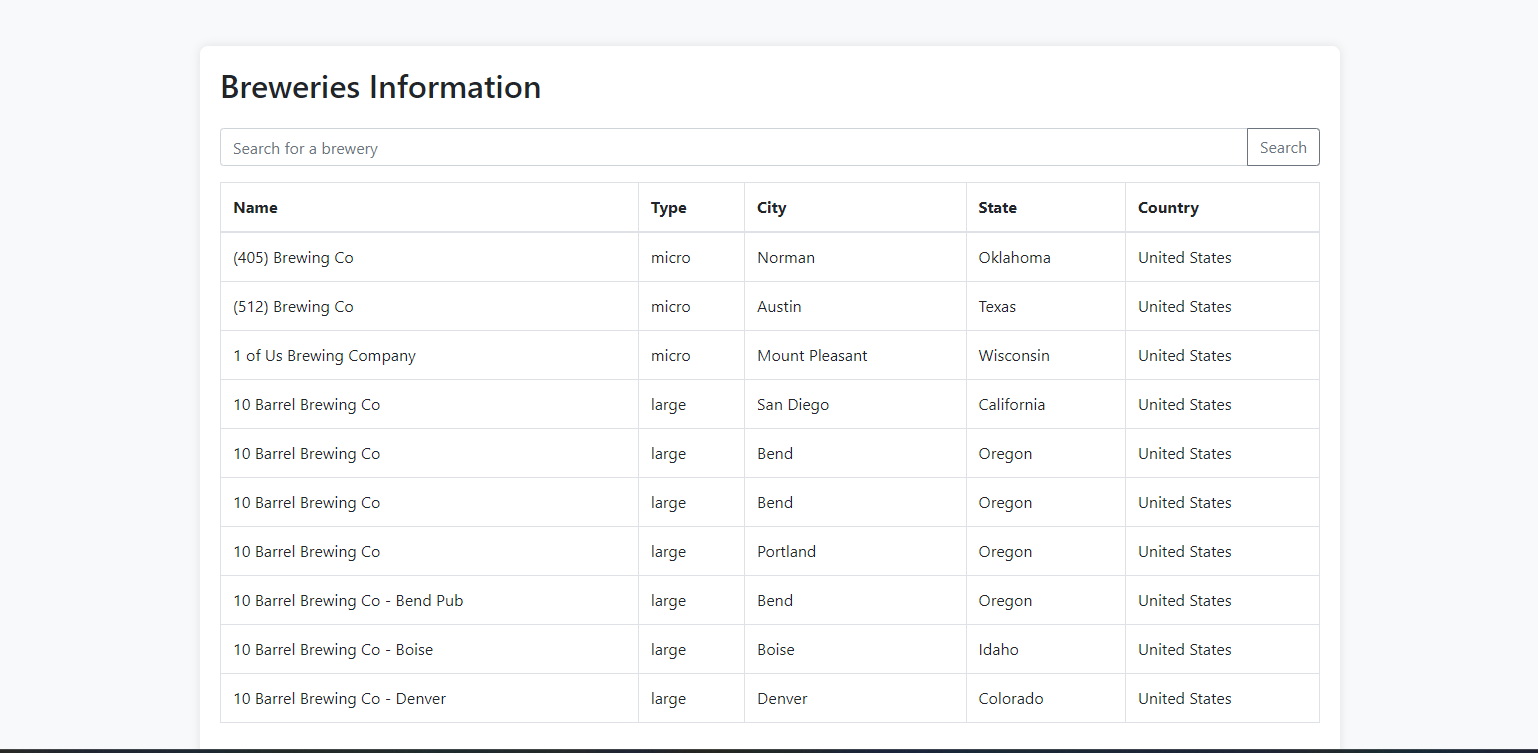 Breweries Information
Search for a brewery Search
Name Type City State Country
(405) Brewing Co micro Norman Oklahoma United States
(512) Brewing Co micro Austin Texas United States
1 of Us Brewing Company micro Mount Pleasant Wisconsin United States
10 Barrel Brewing Co large San Diego California United States
10 Barrel Brewing Co large Bend Oregon United States
10 Barrel Brewing Co large Bend Oregon United States
10 Barrel Brewing Co large Portland Oregon United States
10 Barrel Brewing Co - Bend Pub large Bend Oregon United States
10 Barrel Brewing Co - Boise large Boise Idaho United States
10 Barrel Brewing Co - Denver large Denver Colorado United States